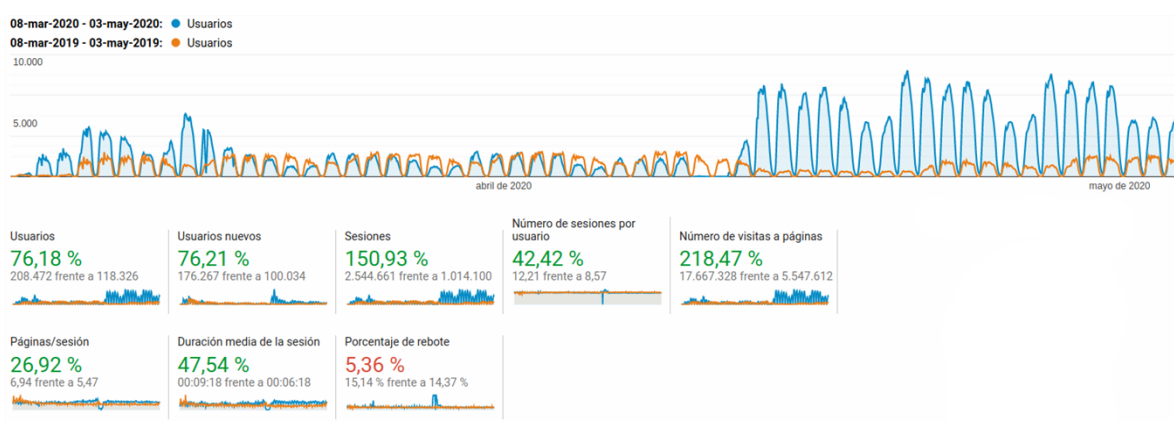 08-mar-2020 - 03-may-2020: Usuarios
08-mar-2019 - 03-may-2019: Usuarios
10.000
5.000
abril de 2020
mayo de 2020
Usuarios
76,18 %
208.472 frente a 118.326
Usuarios nuevos
76,21 %
176.267 frente a 100.034
Sesiones
150,93 %
2.544.661 frente a 1.014.100
Número de sesiones por
usuario
42,42 %
12,21 frente a 8,57
Número de visitas a páginas
218,47 %
17.667.328 frente a 5.547.612
Páginas/sesión
26,92 %
6,94 frente a 5,47
Duración media de la sesión
47,54 %
00:09:18 frente a 00:06:18
Porcentaje de rebote
5,36 %
15,14 % frente a 14,37 %